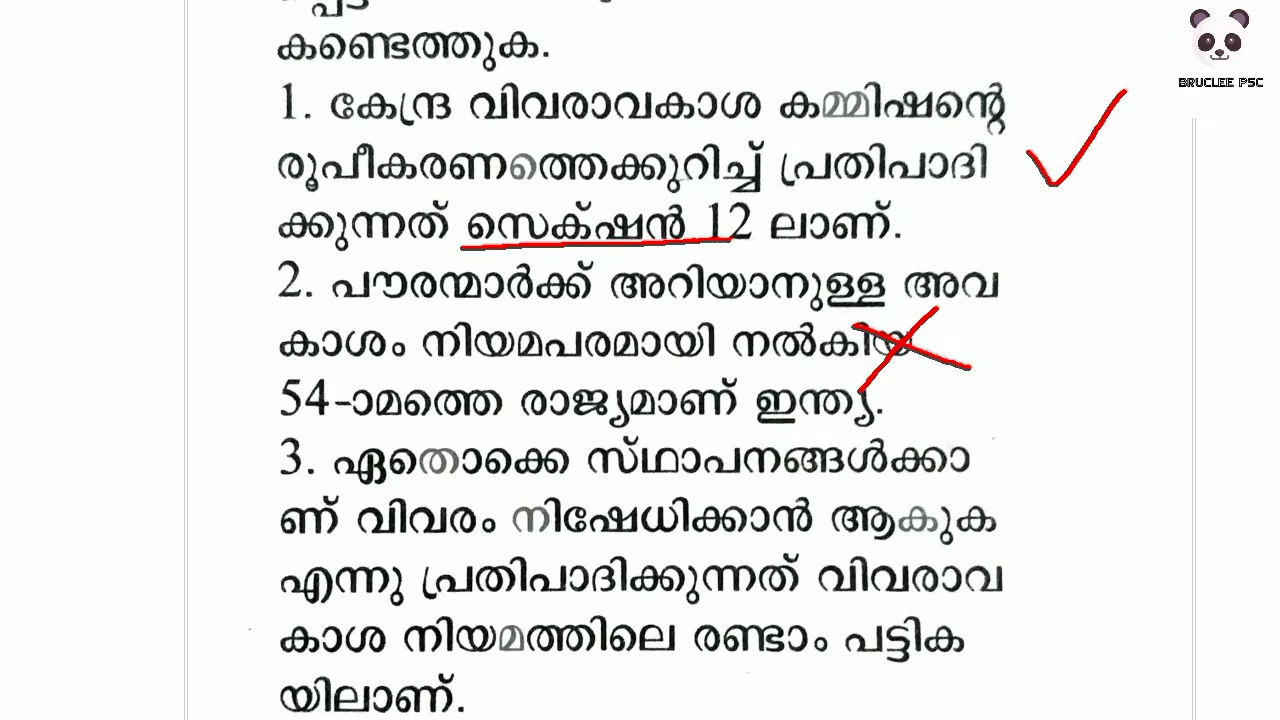 കണ്ടെത്തുക.
1. കേന്ദ്ര വിവരാവകാശ കമ്മിഷന്റെ
രൂപീകരണത്തെക്കുറിച്ച് പ്രതിപാദി
ക്കുന്നത് സെക്ഷൻ 12 ലാണ്.
2. പൗരന്മാർക്ക് അറിയാനുള്ള അവ
കാശം നിയമപരമായി നൽകിയ
54-ാമത്തെ രാജ്യമാണ് ഇന്ത്യ.
3. ഏതൊക്കെ സ്ഥാപനങ്ങൾക്കാ
ണ് വിവരം നിഷേധിക്കാൻ ആകുക
എന്നു പ്രതിപാദിക്കുന്നത് വിവരാവ
കാശ നിയമത്തിലെ രണ്ടാം പട്ടിക
യിലാണ്.
BRUCLEE PSC